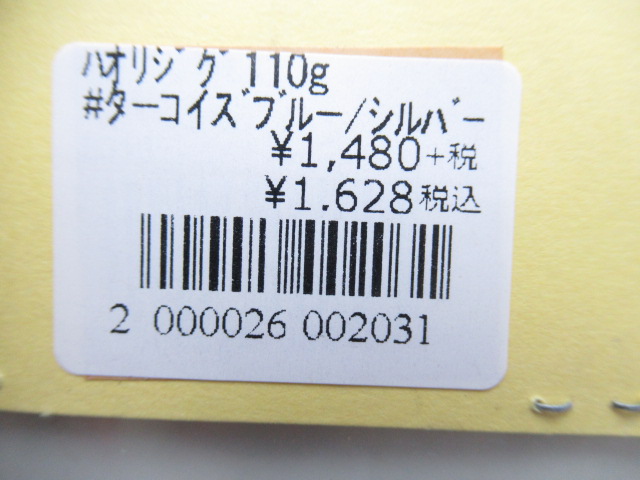 ハオリジグ 110g
#ターコイズブルー/シルバー
¥1,480+税
¥1.628税込
2 000026 002031